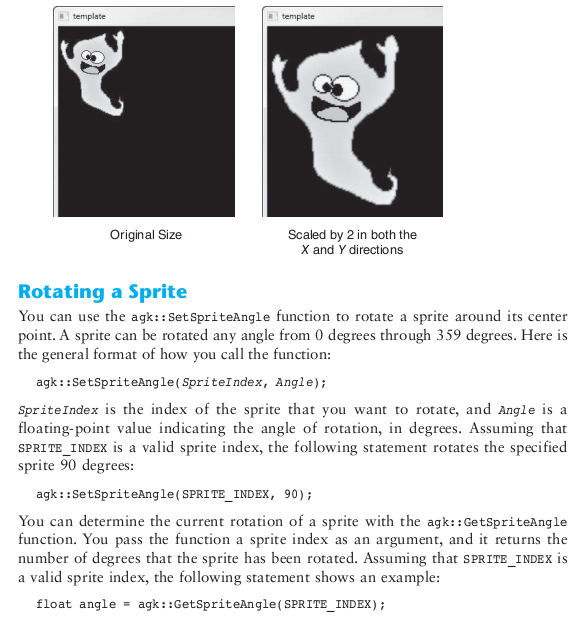 template
template
Original Size
Scaled by 2 in both the
X and Y directions
Rotating a Sprite
You can use the agk::SetSpriteAngle function to rotate a sprite around its center
point. A sprite can be rotated any angle from 0 degrees through 359 degrees. Here is
the general format of how you call the function:
agk::SetSpriteAngle(SpriteIndex, Angle);
SpriteIndex is the index of the sprite that you want to rotate, and Angle is a
floating-point value indicating the angle of rotation, in degrees. Assuming that
SPRITE_INDEX is a valid sprite index, the following statement rotates the specified
sprite 90 degrees:
agk::SetSpriteAngle(SPRITE_INDEX, 90);
You can determine the current rotation of a sprite with the agk::GetSpriteAngle
function. You pass the function a sprite index as an argument, and it returns the
number of degrees that the sprite has been rotated. Assuming that SPRITE_INDEX is
a valid sprite index, the following statement shows an example:
float angle = agk::GetSpriteAngle(SPRITE_INDEX);